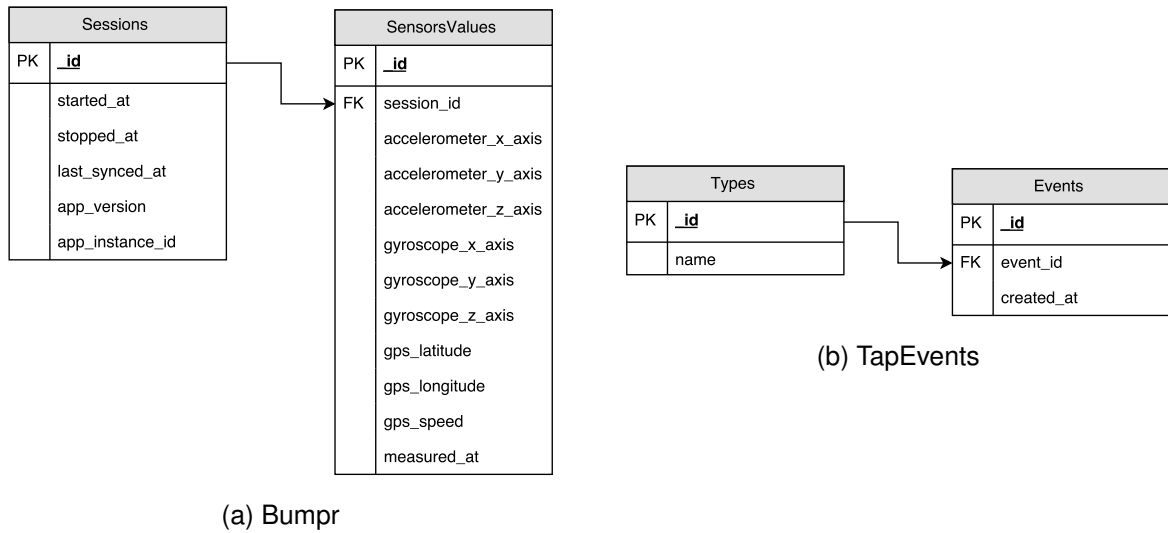 Sessions
PK _id
started_at
stopped_at
last_synced_at
app_version
app_instance_id
SensorsValues
PK _id
FK session_id
accelerometer_x_axis
accelerometer_y_axis
accelerometer_z_axis
gyroscope_x_axis
gyroscope_y_axis
gyroscope_z_axis
gps_latitude
gps_longitude
gps_speed
measured_at
(a) Bumpr
Types
PK _id
name
Events
PK _id
FK event_id
created_at
(b) TapEvents